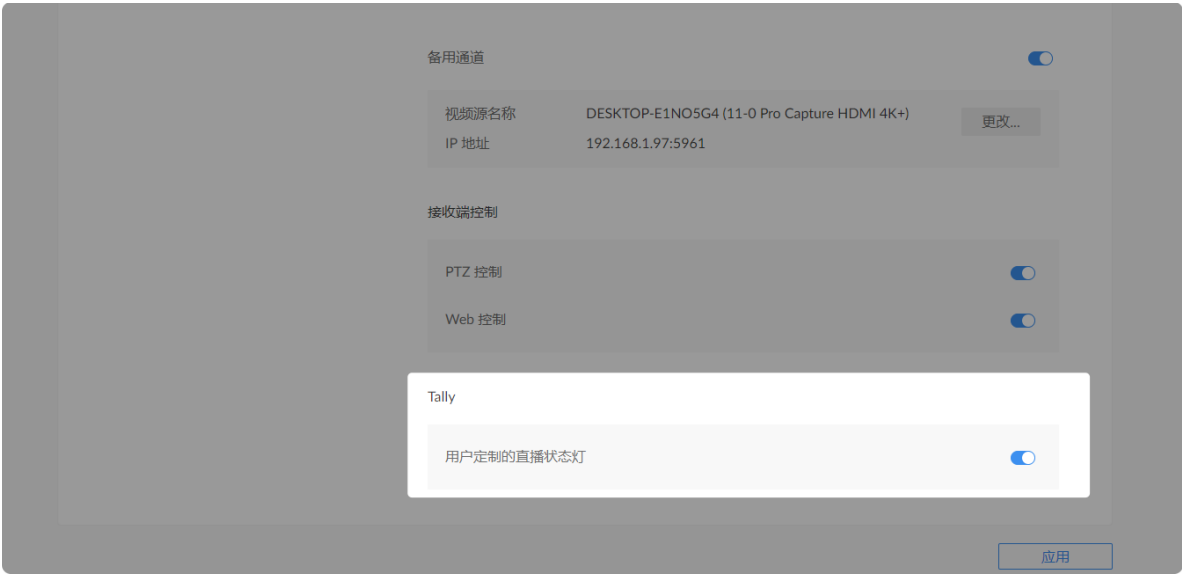 备用通道
视频源名称 DESKTOP-E1NO5G4 (11-0 Pro Capture HDMI 4K+)
更改...
IP 地址 192.168.1.97:5961
接收端控制
PTZ 控制
Web 控制
Tally
用户定制的直播状态灯
应用